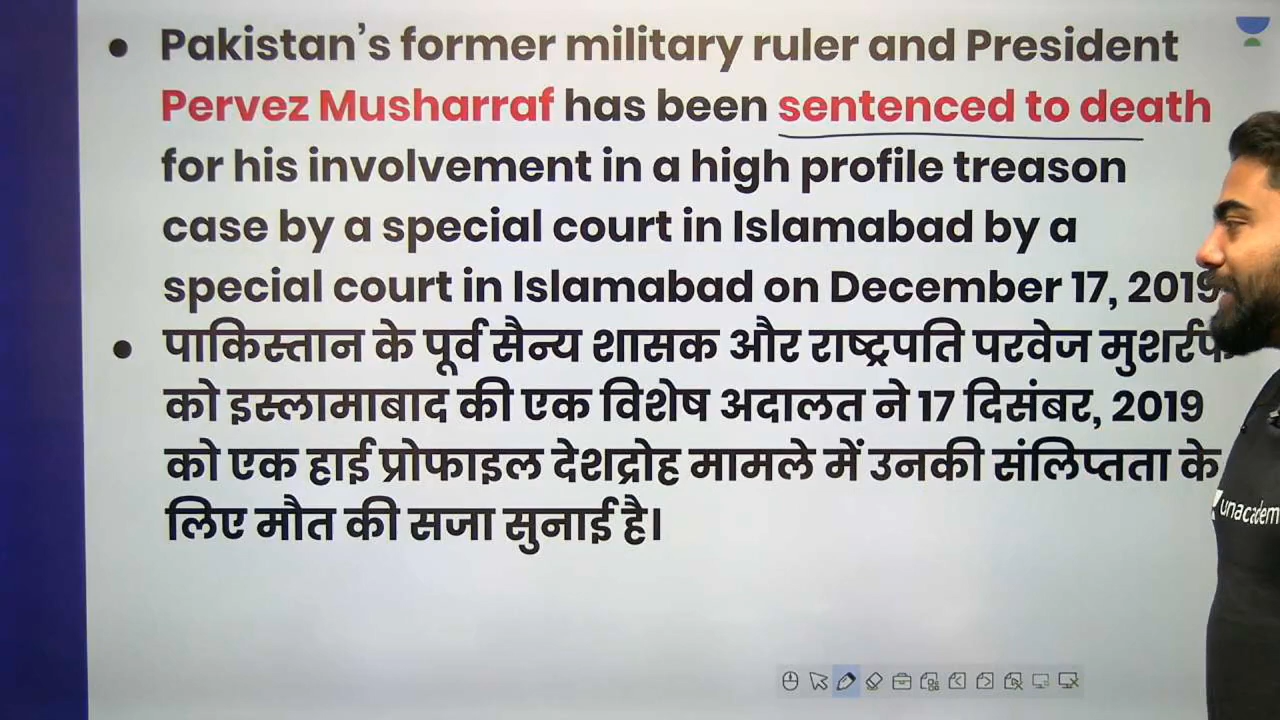 • Pakistan's former military ruler and President
Pervez Musharraf has been sentenced to death
for his involvement in a high profile treason
case by a special court in Islamabad by a
special court in Islamabad on December 17, 2019
• पाकिस्तान के पूर्व सैन्य शासक और राष्ट्रपति परवेज
को इस्लामाबाद की एक विशेष अदालत ने 17 दिसंबर, 2019
को एक हाई प्रोफाइल देशद्रोह मामले में उनकी संलिप्तता के
लिए मौत की सजा सुनाई है।
unacadem